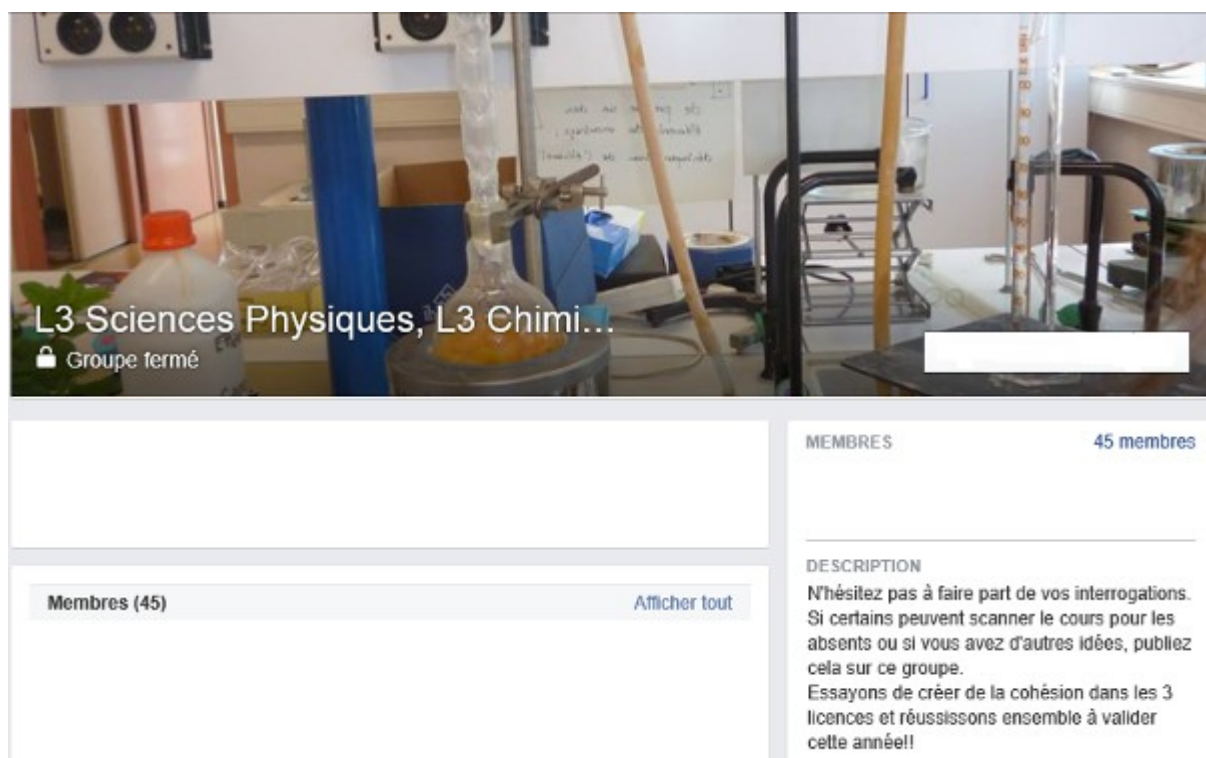 L3 Sciences Physiques, L3 Chimi...
Groupe fermé
MEMBRES
45 membres
Membres (45)
Afficher tout
DESCRIPTION
N'hésitez pas à faire part de vos interrogations.
Si certains peuvent scanner le cours pour les
absents ou si vous avez d'autres idées, publiez
cela sur ce groupe.
Essayons de créer de la cohésion dans les 3
licences et réussissons ensemble à valider
cette année!!